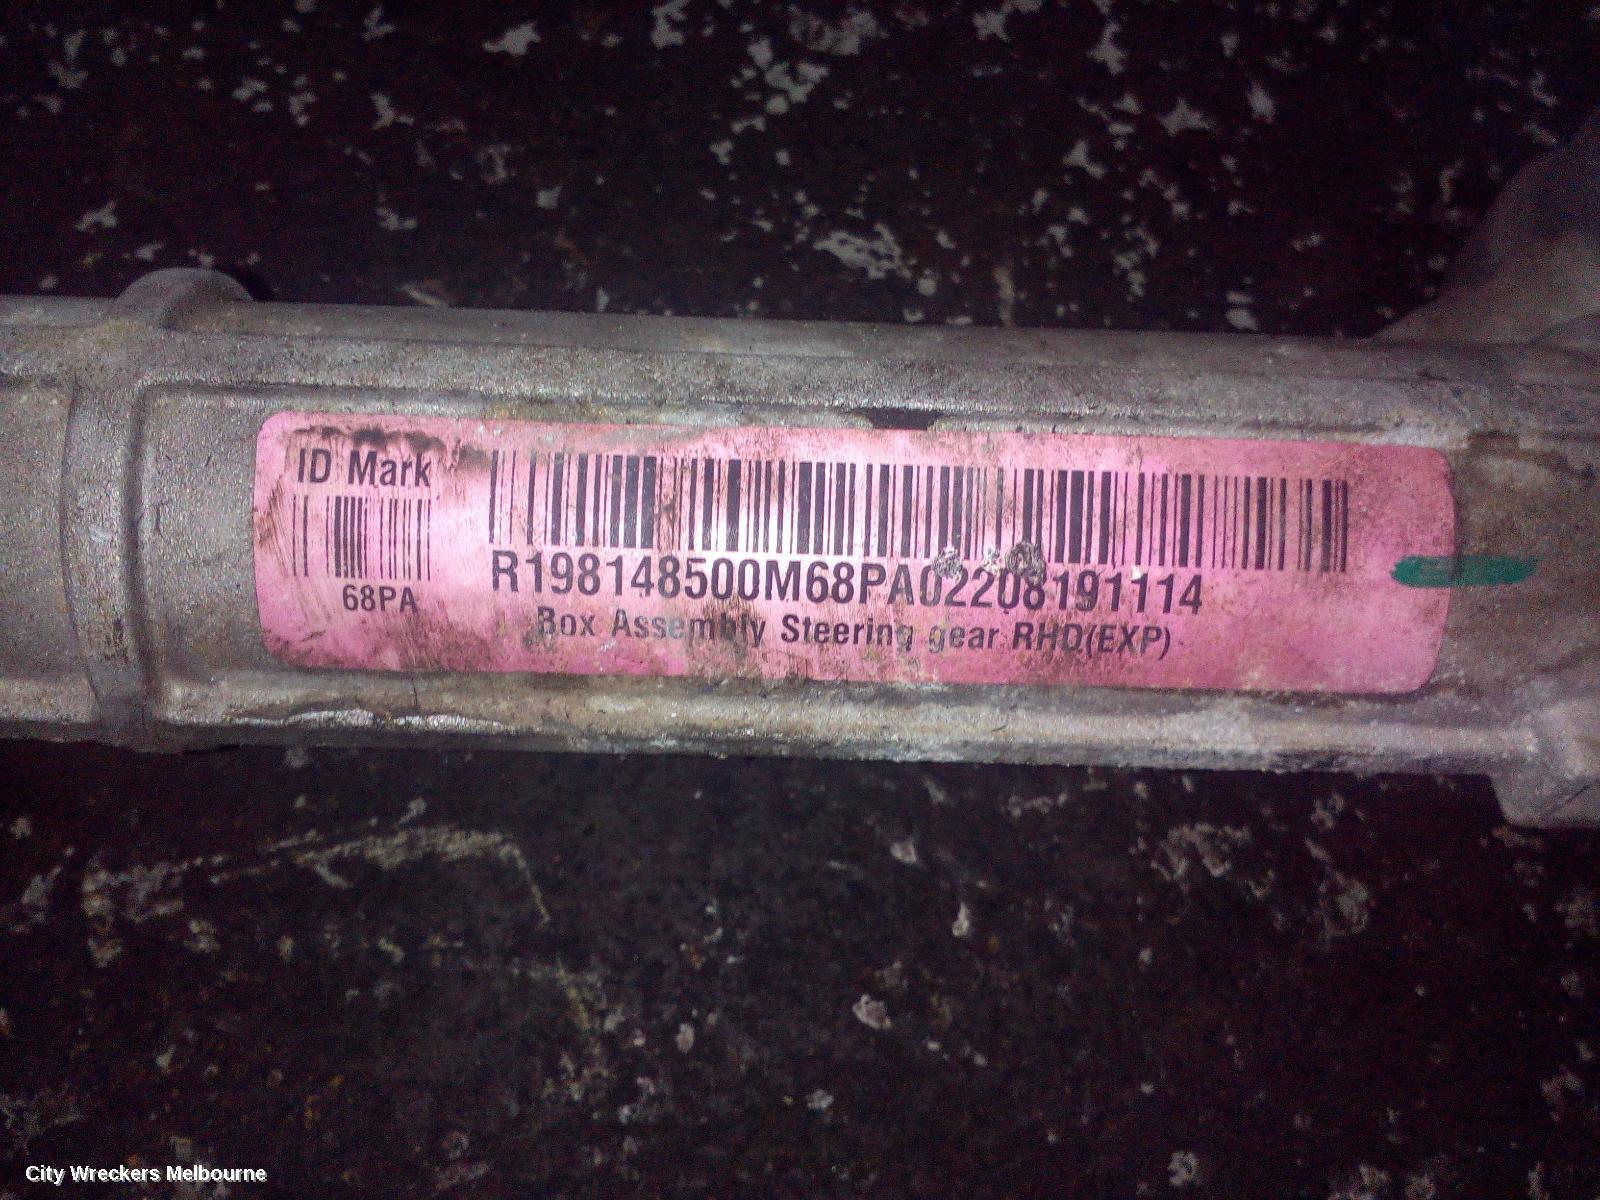 ID Mark
68PA
R198148500M68PA02208191114
Box Assembly Steering gear RHD(EXP)
City Wreckers Melbourne